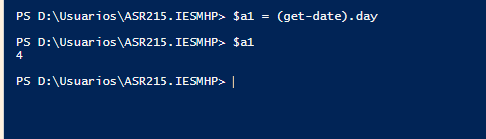 PS D:\Usuarios\ASR215.IESMHP> $a1 = (get-date).day
PS D:\Usuarios\ASR215.IESMHP> $a1
4
PS D:\Usuarios\ASR215.IESMHP>